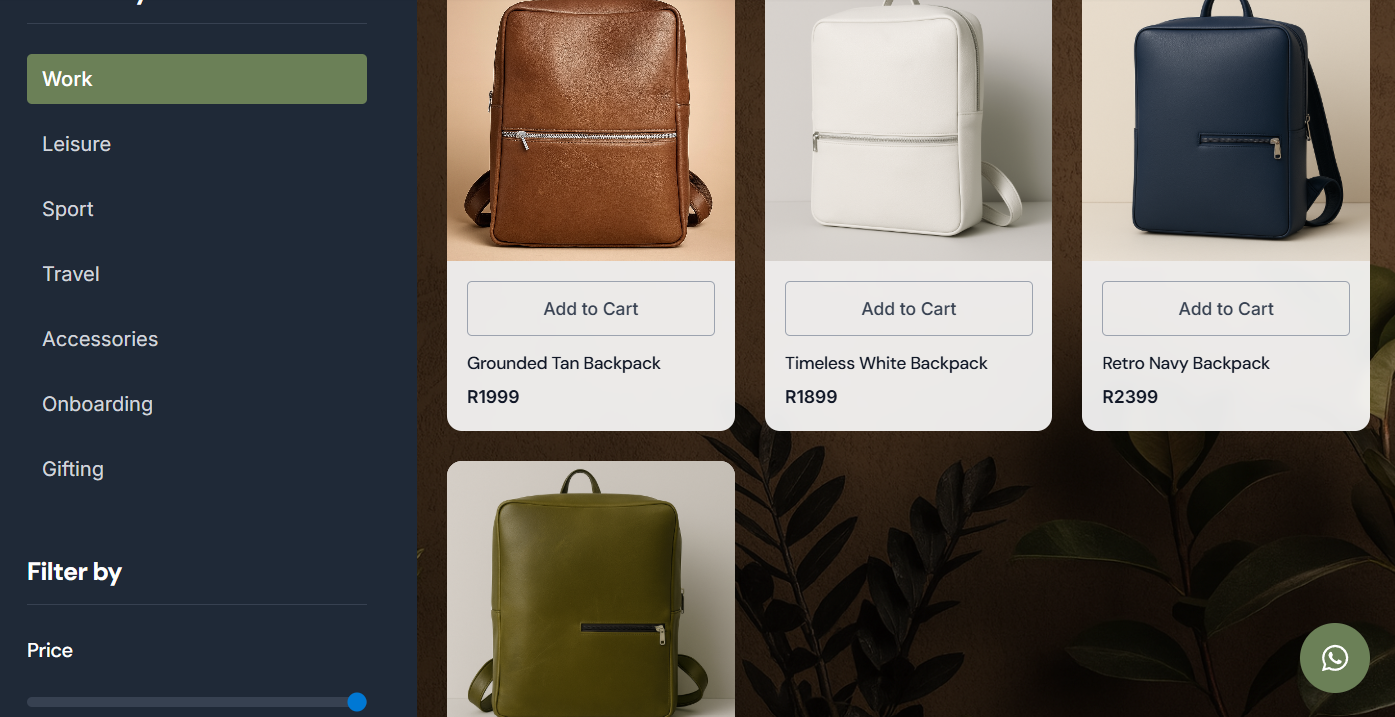 Work
Leisure
Sport
Travel
Accessories
Onboarding
Gifting
Filter by
Price
Add to Cart
Grounded Tan Backpack
R1999
Add to Cart
Timeless White Backpack
R1899
Add to Cart
Retro Navy Backpack
R2399